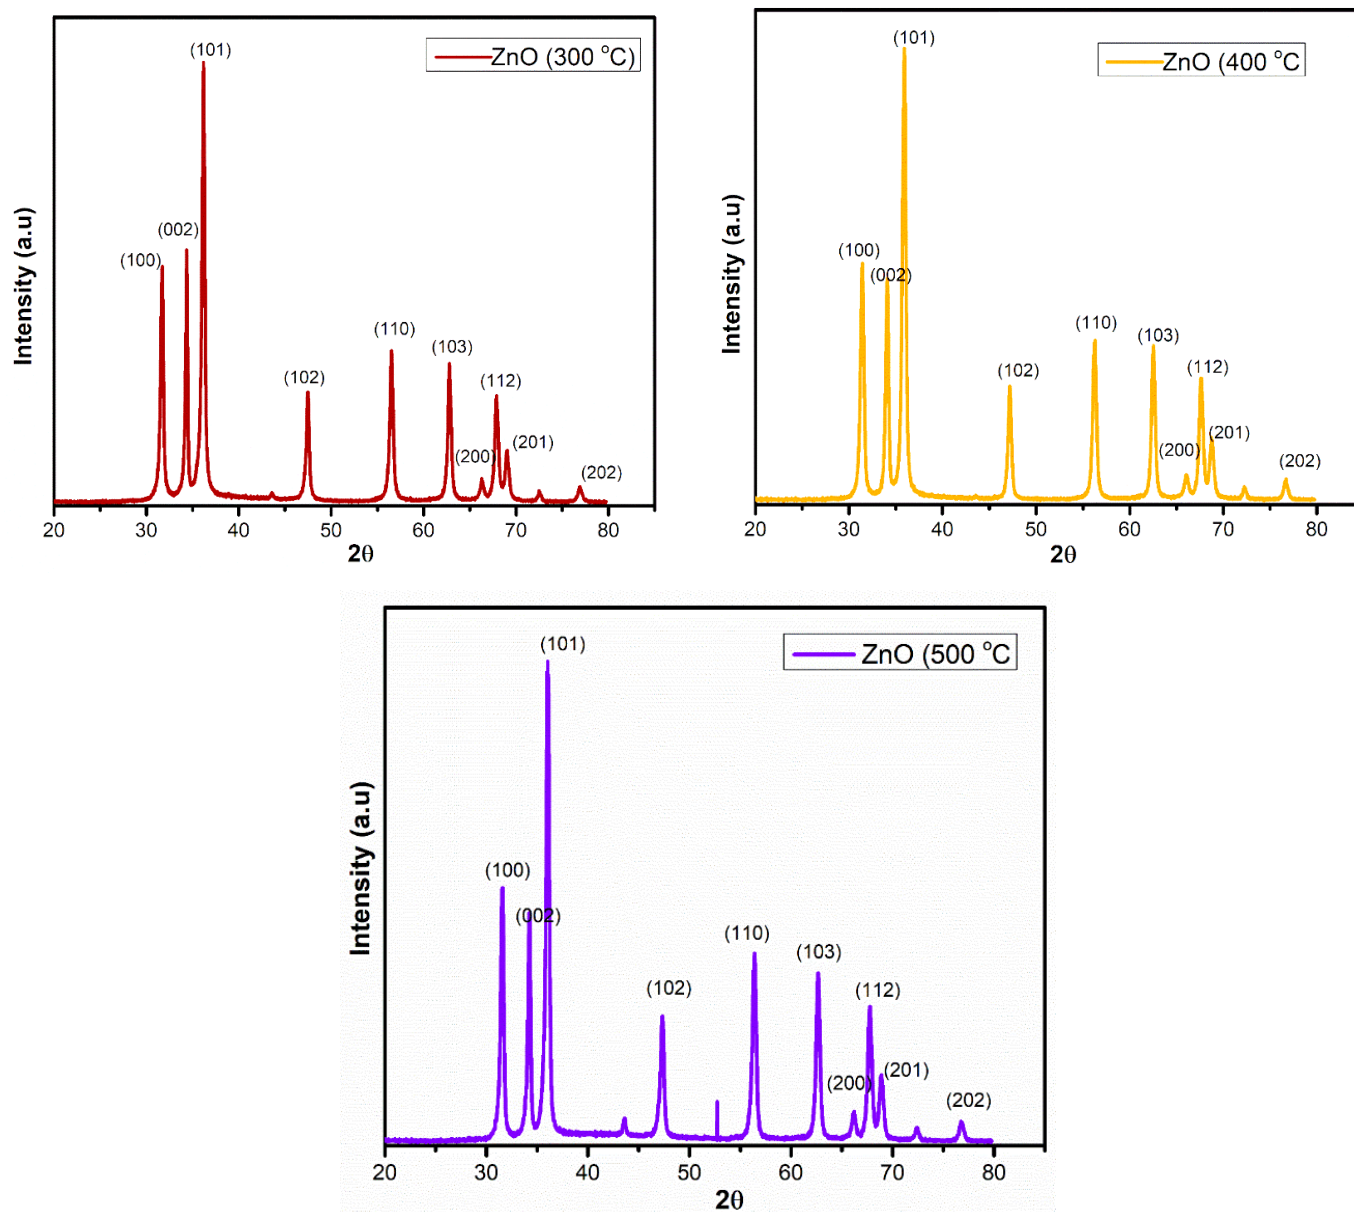 ZnO (300 °C)
(101)
(002)
(100)
(110)
(103)
(102)
(112)
(200)
(201)
(202)
Intensity (a.u)
20 30 40 50 60 70 80
2θ
ZnO (400 °C
(101)
(100)
(002)
(110)
(103)
(102)
(112)
(200)
(201)
(202)
Intensity (a.u)
20 30 40 50 60 70 80
2θ
ZnO (500 °C
(101)
(100)
(002)
(110)
(103)
(102)
(112)
(200)
(201)
(202)
Intensity (a.u)
20 30 40 50 60 70 80
2θ